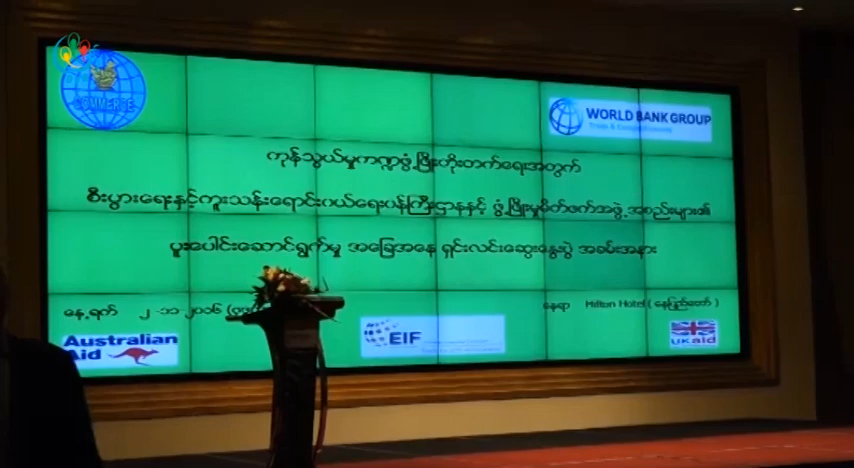 COMMERCE
WORLD BANK GROUP
ကုန်သွယ်မှုကဏ္ဍဖွံ့ဖြိုးတိုးတက်ရေးအတွက်
စီးပွားရေးနှင့်ကူးသန်းရောင်းဝယ်ရေးဝန်ကြီးဌာနနှင့် ဖွံ့ဖြိုးမှုမိတ်ဖက်အဖွဲ့အစည်းများ၏
ပူးပေါင်းဆောင်ရွက်မှု အခြေအနေ ရှင်းလင်းဆွေးနွေးပွဲ အခမ်းအနား
နေ့ရက် ၂-၁၁-၂၀၁၆ နေရာ Hilton Hotel (နေပြည်တော်)
Australian Aid
EIF
UKaid